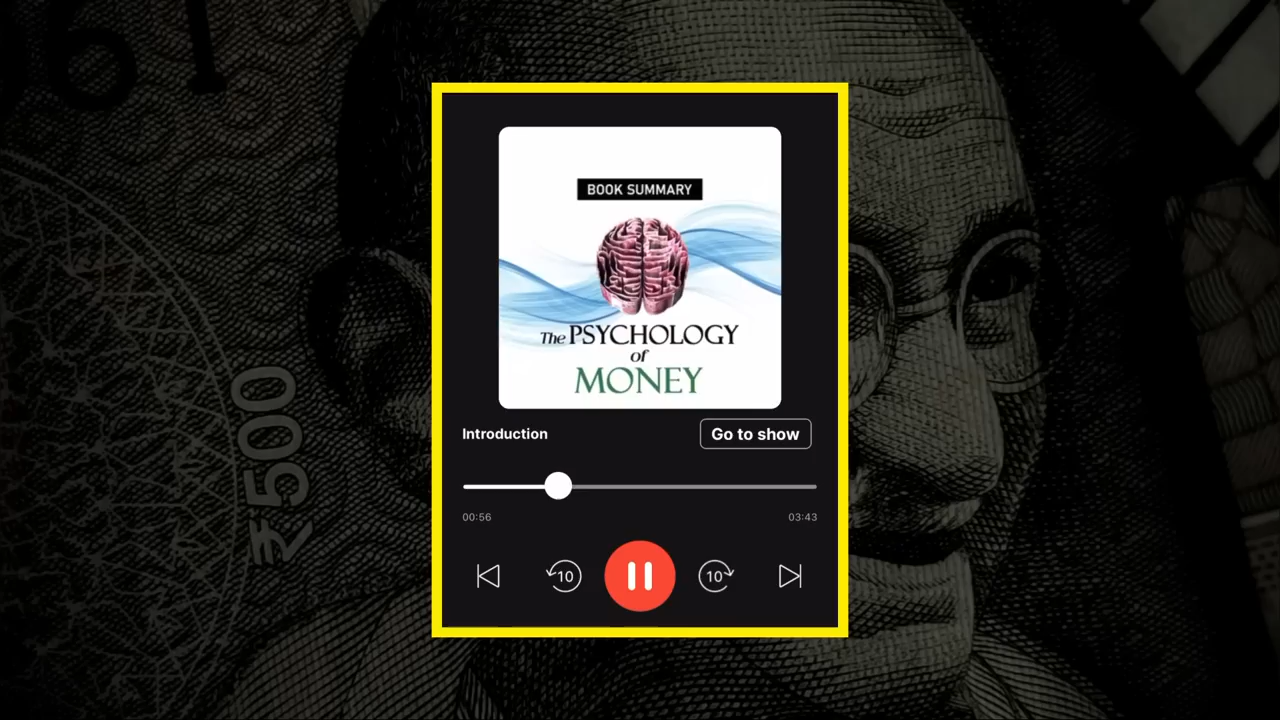 BOOK SUMMARY
The PSYCHOLOGY
of
MONEY
Introduction
Go to show
00:56
03:43
10
10
₹500